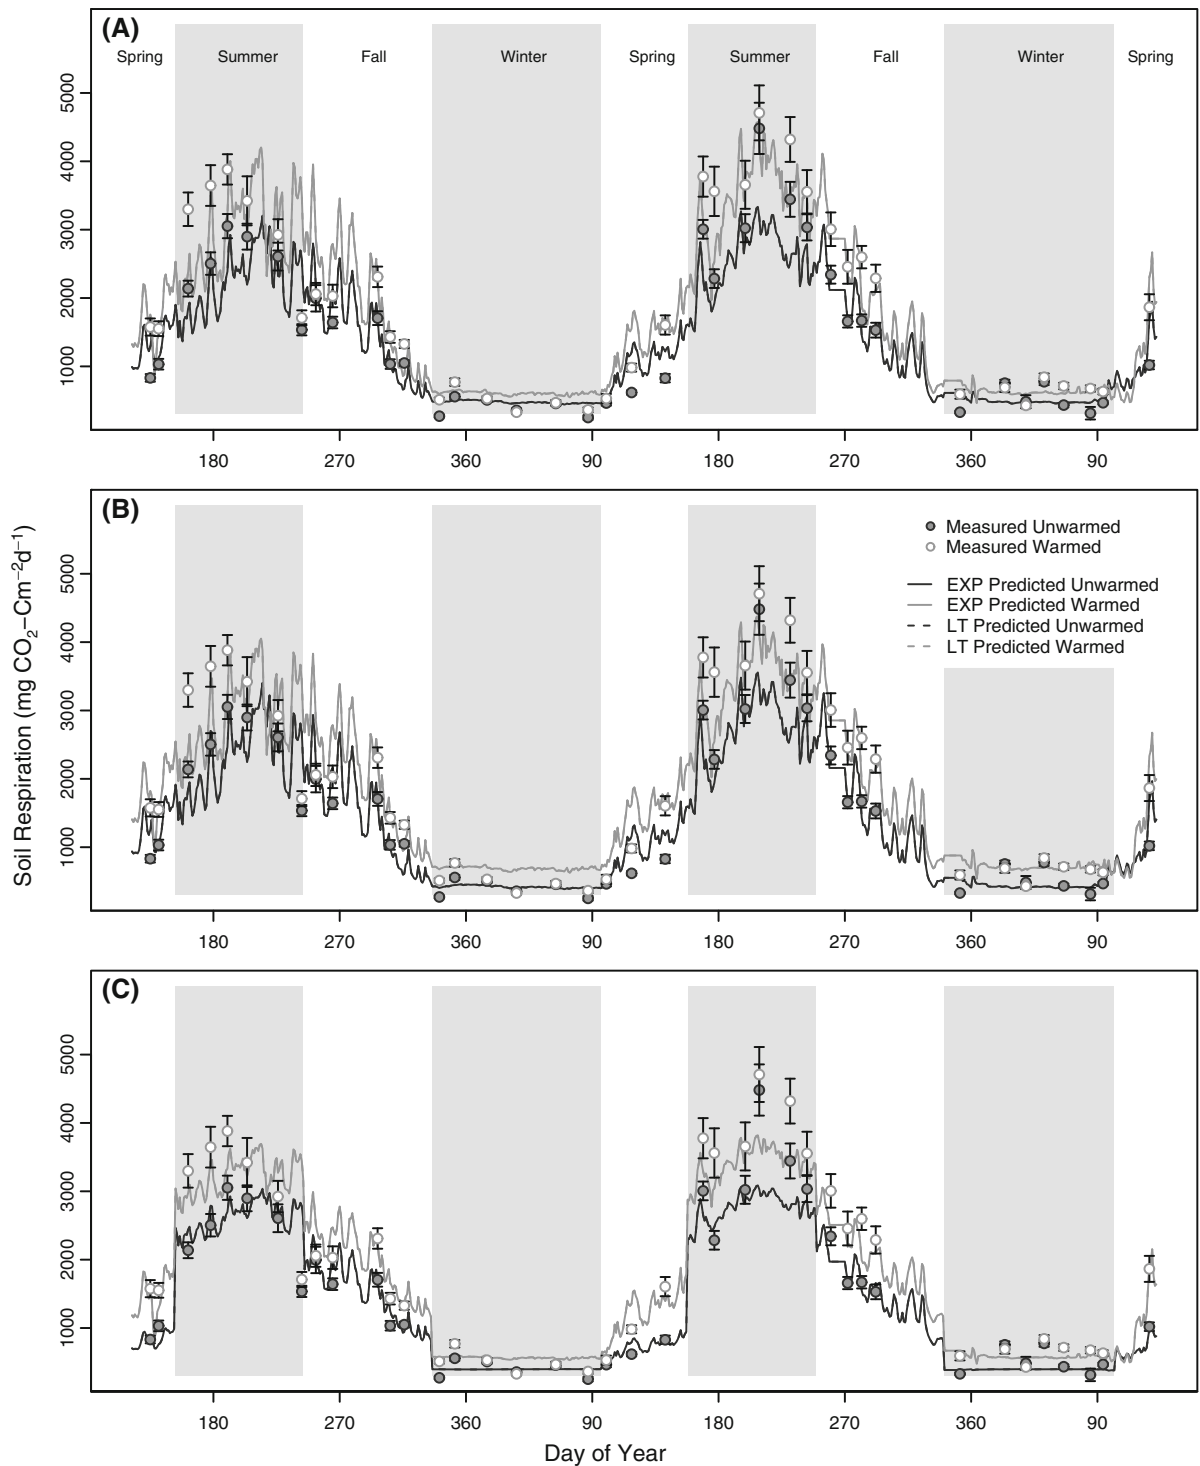 (A)
Spring Summer Fall Winter Spring Summer Fall Winter Spring
5000
4000
3000
2000
1000
180 270 360 90 180 270 360 90
(B)
Measured Unwarmed
Measured Warmed
EXP Predicted Unwarmed
EXP Predicted Warmed
LT Predicted Unwarmed
LT Predicted Warmed
5000
4000
3000
2000
1000
Soil Respiration (mg CO₂–Cm⁻²d⁻¹)
180 270 360 90 180 270 360 90
(C)
5000
4000
3000
2000
1000
180 270 360 90 180 270 360 90
Day of Year